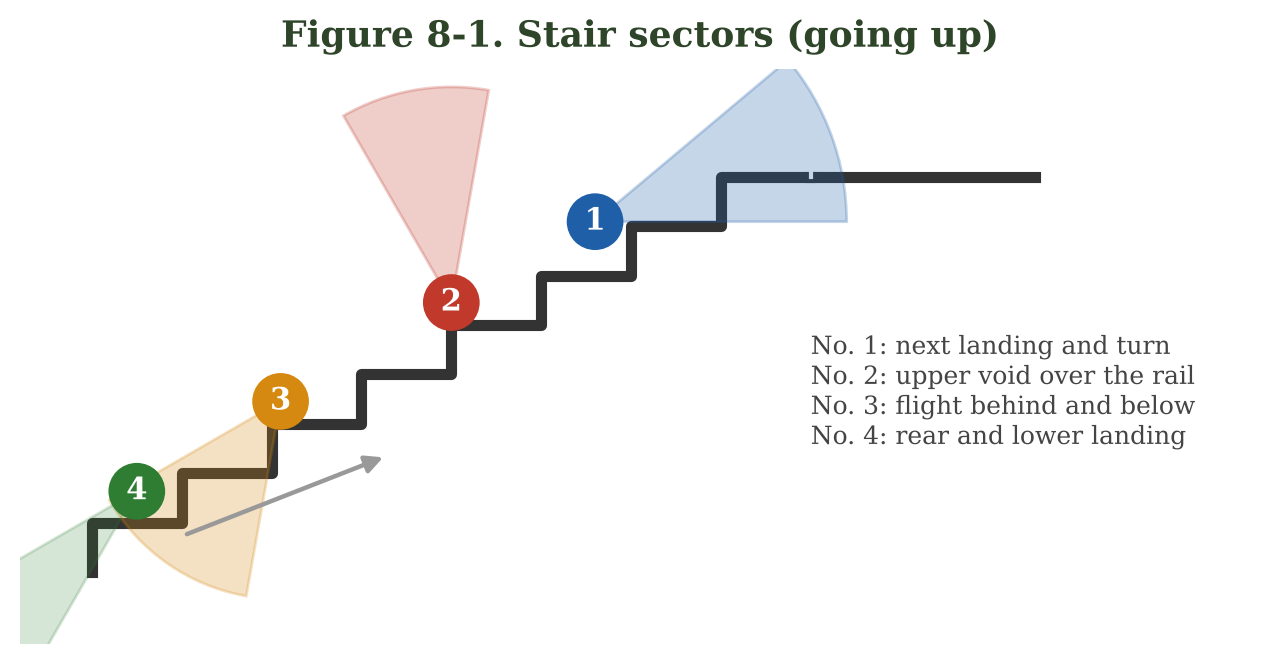 Figure 8-1. Stair sectors (going up)
1
2
3
4
No. 1: next landing and turn
No. 2: upper void over the rail
No. 3: flight behind and below
No. 4: rear and lower landing